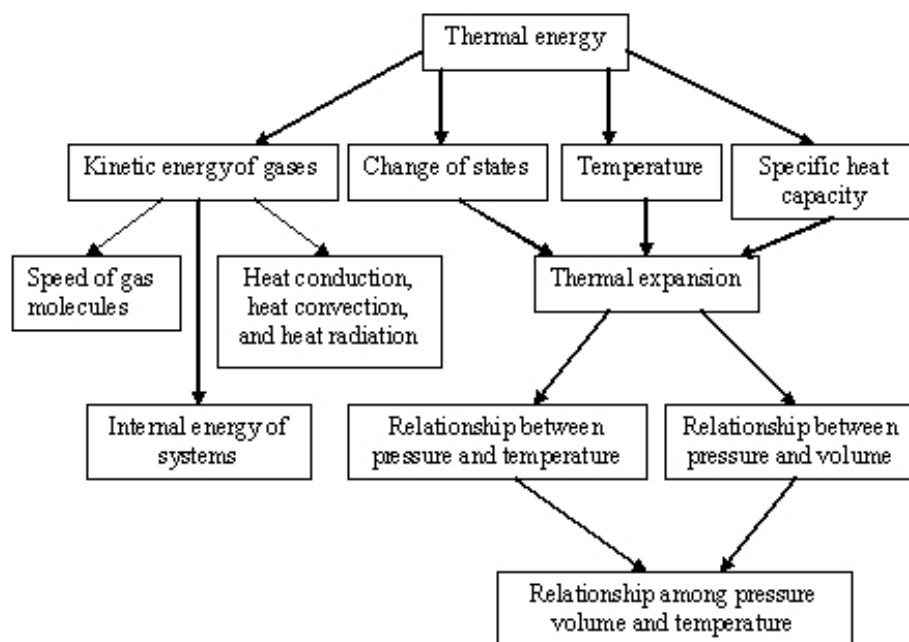 Thermal energy
Kinetic energy of gases
Change of states
Temperature
Specific heat
capacity
Speed of gas
molecules
Heat conduction,
heat convection,
and heat radiation
Thermal expansion
Internal energy of
systems
Relationship between
pressure and temperature
Relationship between
pressure and volume
Relationship among pressure
volume and temperature